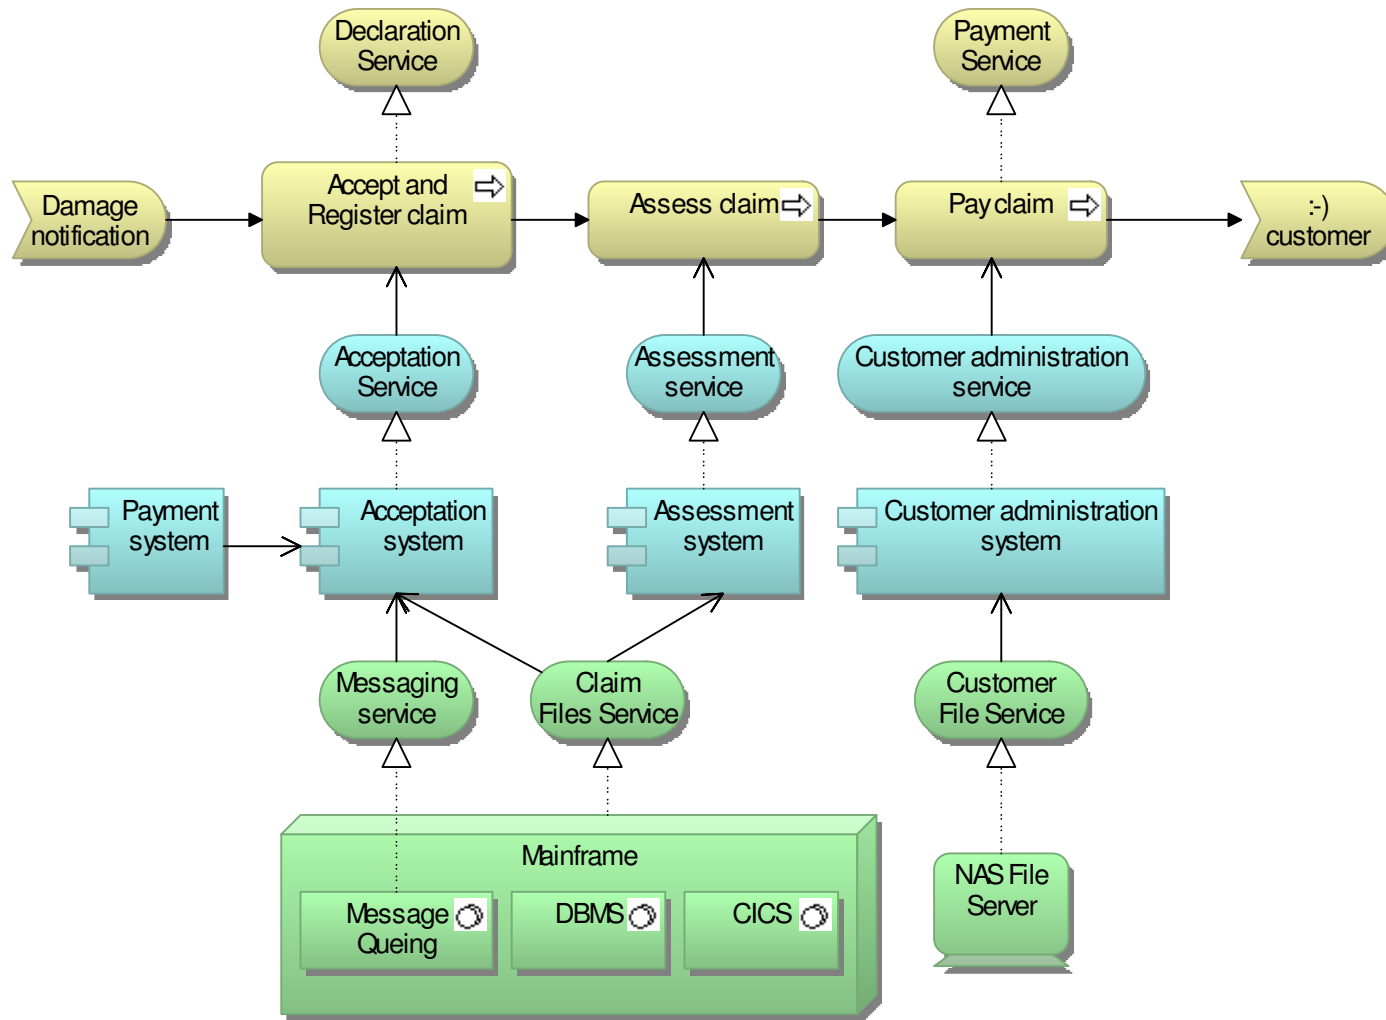 Declaration
Service
Payment
Service
Damage
notification
Accept and
Register claim
Assess claim
Pay claim
:-)
customer
Acceptation
Service
Assessment
service
Customer administration
service
Payment
system
Acceptation
system
Assessment
system
Customer administration
system
Messaging
service
Claim
Files Service
Customer
File Service
Mainframe
Message
Queing
DBMS
CICS
NAS File
Server